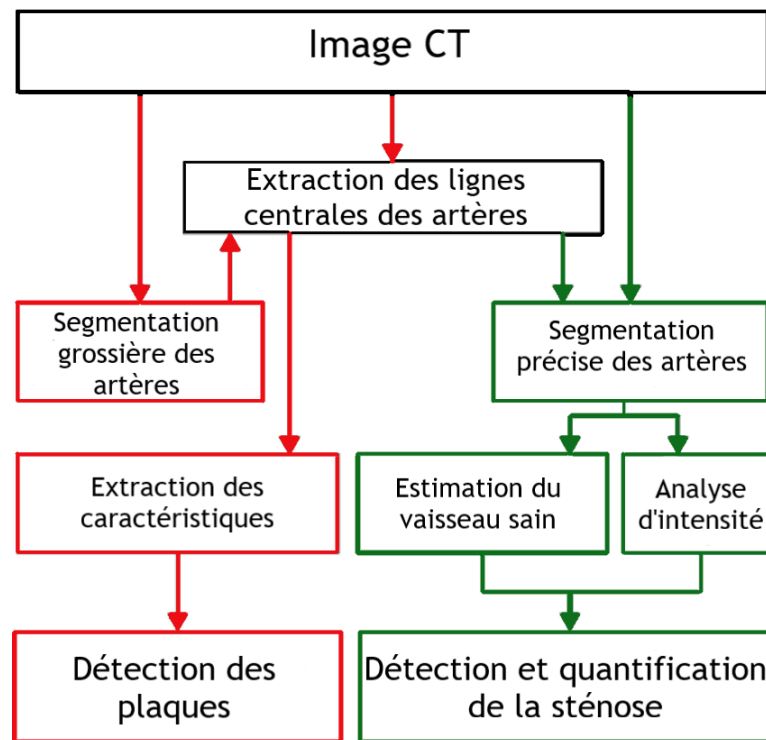 Image CT
Extraction des lignes
centrales des artères
Segmentation
grossière des
artères
Segmentation
précise des artères
Extraction des
caractéristiques
Estimation du
vaisseau sain
Analyse
d'intensité
Détection des
plaques
Détection et quantification
de la sténose